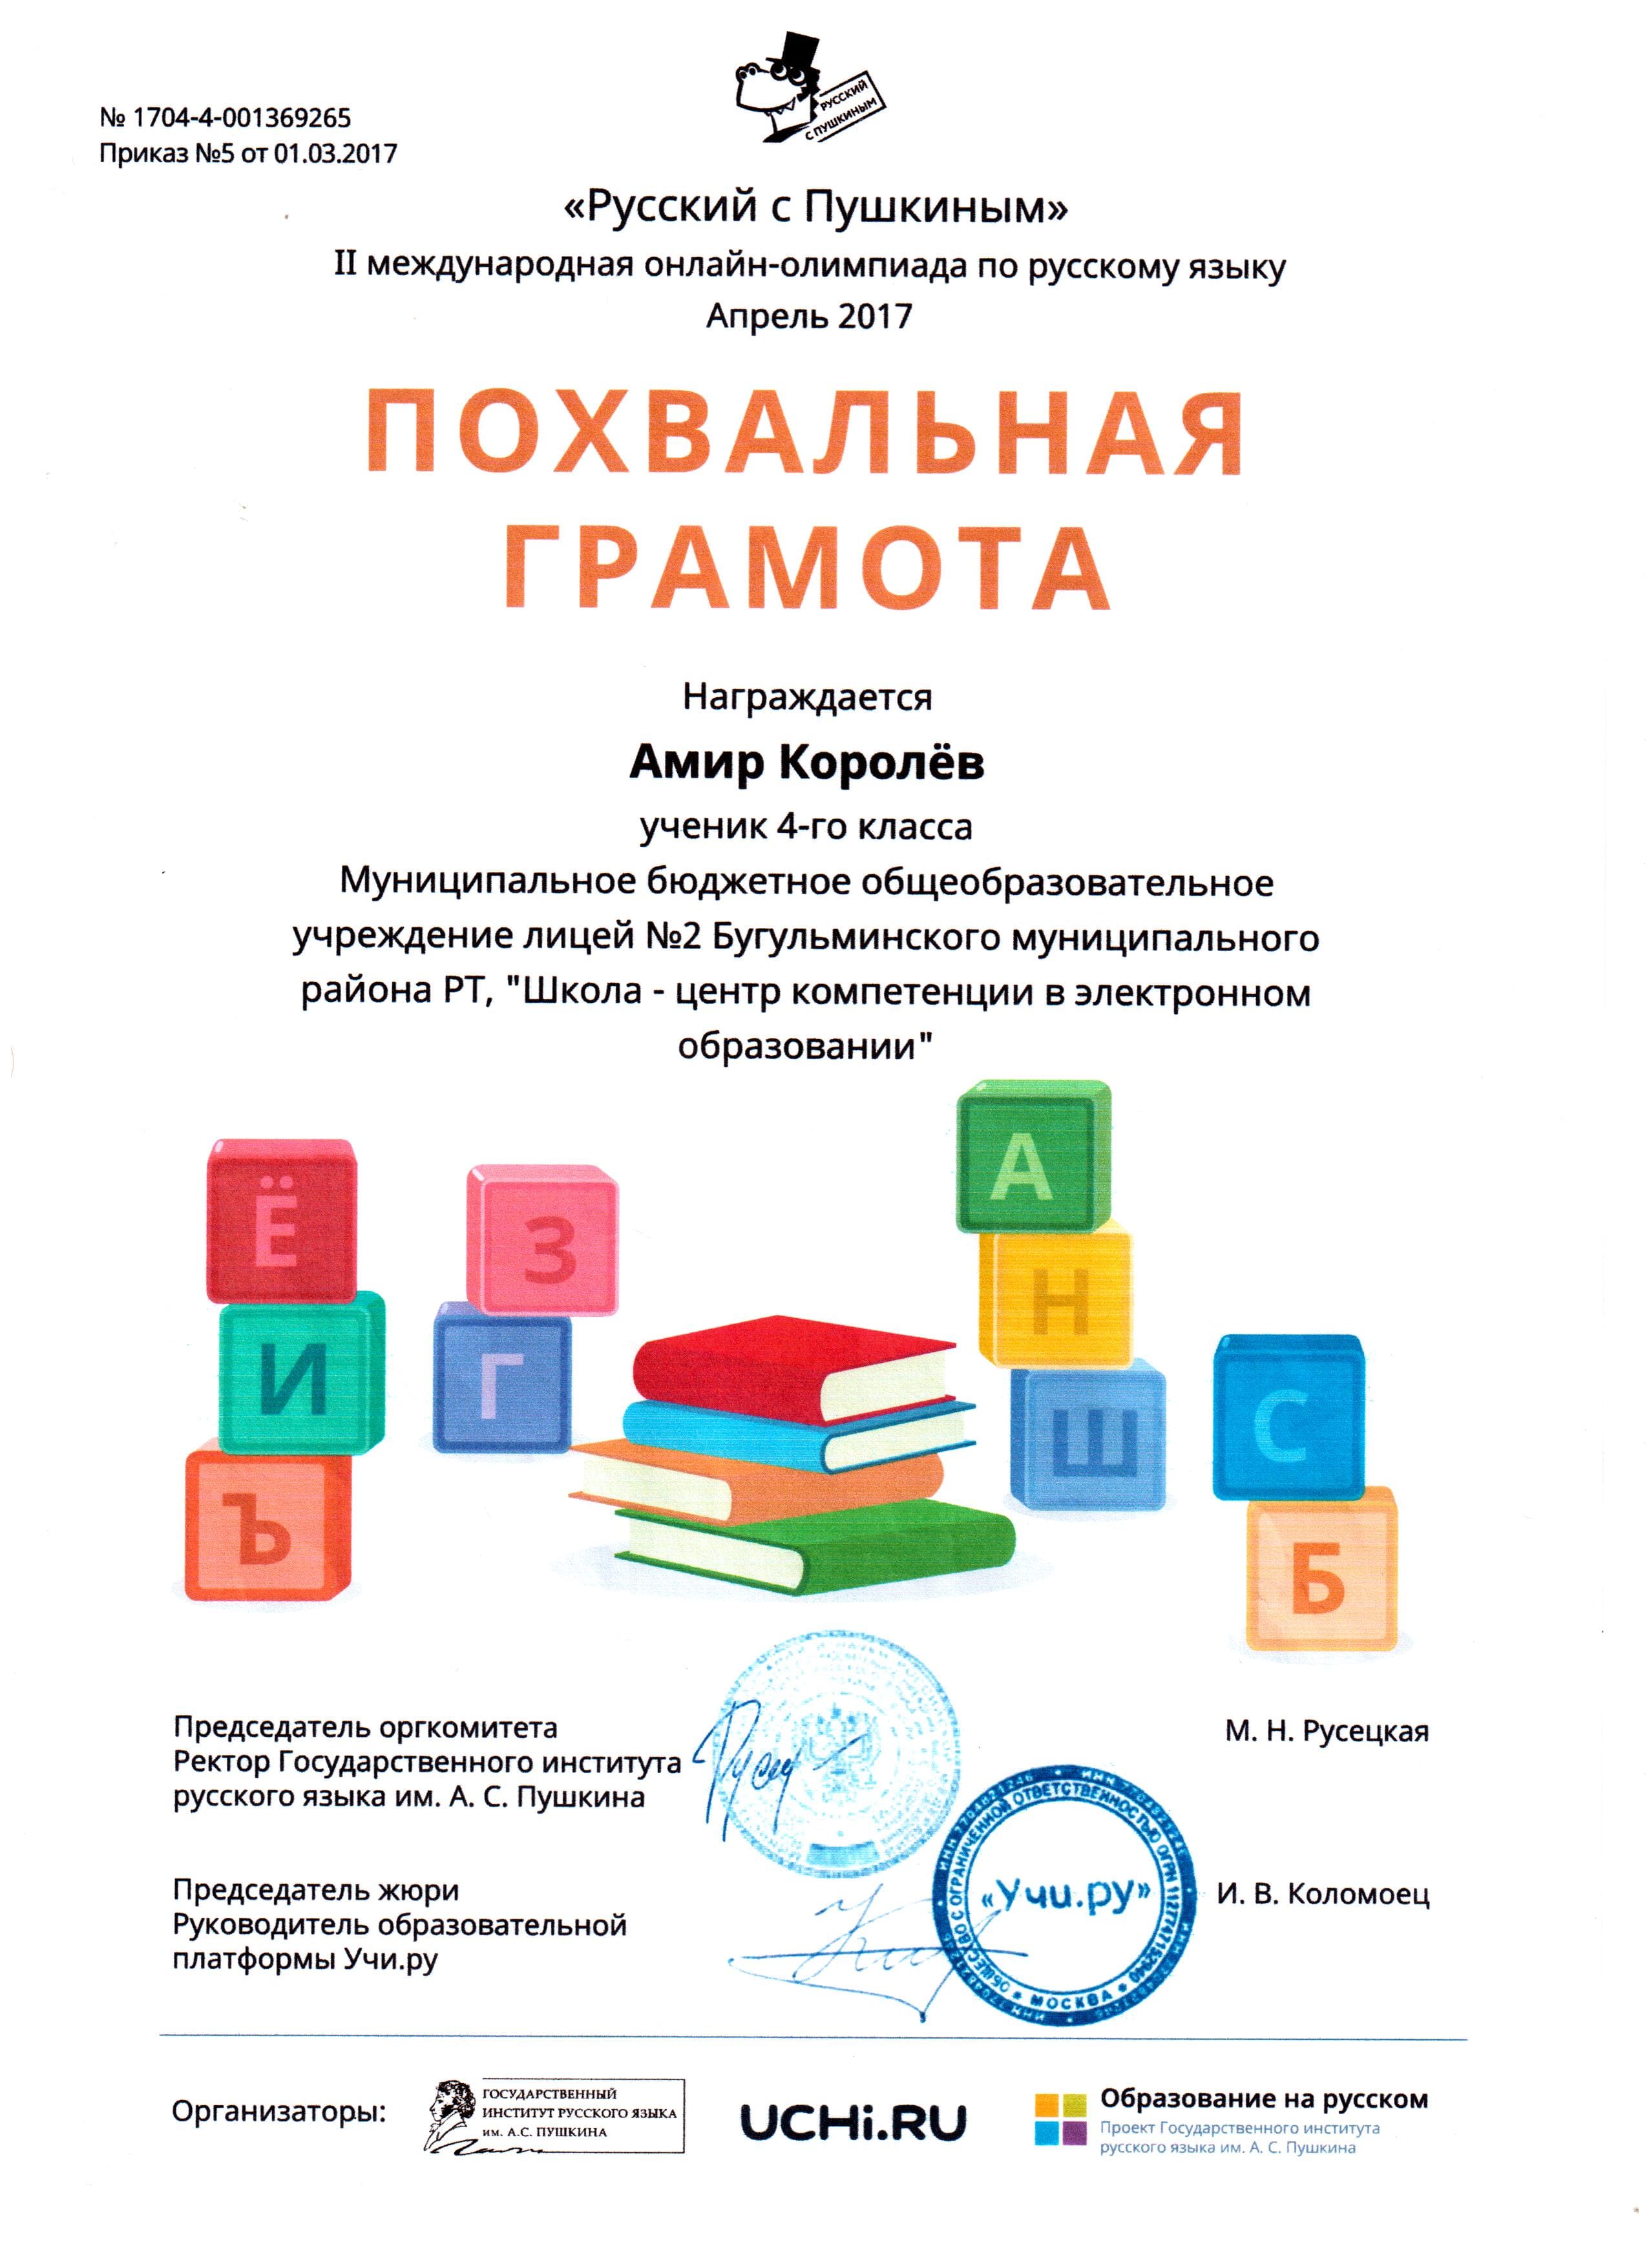 № 1704-4-001369265
Приказ №5 от 01.03.2017
РУССКИЙ
С ПУШКИНЫМ
«Русский с Пушкиным»
II международная онлайн-олимпиада по русскому языку
Апрель 2017
ПОХВАЛЬНАЯ
ГРАМОТА
Награждается
Амир Королёв
ученик 4-го класса
Муниципальное бюджетное общеобразовательное
учреждение лицей №2 Бугульминского муниципального
района РТ, "Школа - центр компетенции в электронном
образовании"
А
Ё
З
Н
И
Г
Ш
С
Ъ
Б
Председатель оргкомитета
Ректор Государственного института
русского языка им. А. С. Пушкина
М. Н. Русецкая
Председатель жюри
Руководитель образовательной
платформы Учи.ру
ОБЩЕСТВО С ОГРАНИЧЕННОЙ ОТВЕТСТВЕННОСТЬЮ ОГРН
«Учи.ру»
МОСКВА
И. В. Коломоец
Организаторы:
ГОСУДАРСТВЕННЫЙ
ИНСТИТУТ РУССКОГО ЯЗЫКА
ИМ. А.С. ПУШКИНА
UCHi.RU
Образование на русском
Проект Государственного института
русского языка им. А. С. Пушкина